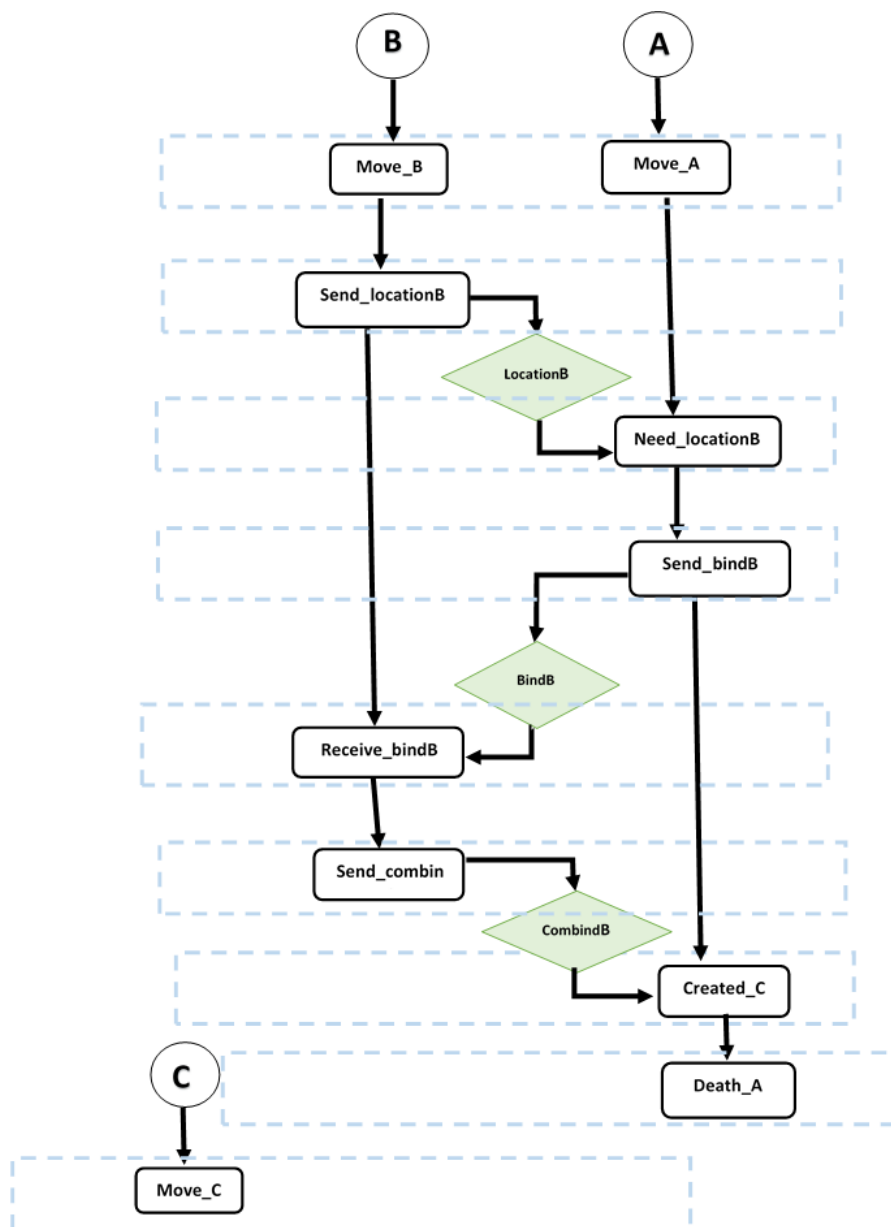 B
A
Move_B
Move_A
Send_locationB
LocationB
Need_locationB
Send_bindB
BindB
Receive_bindB
Send_combin
CombindB
Created_C
C
Death_A
Move_C